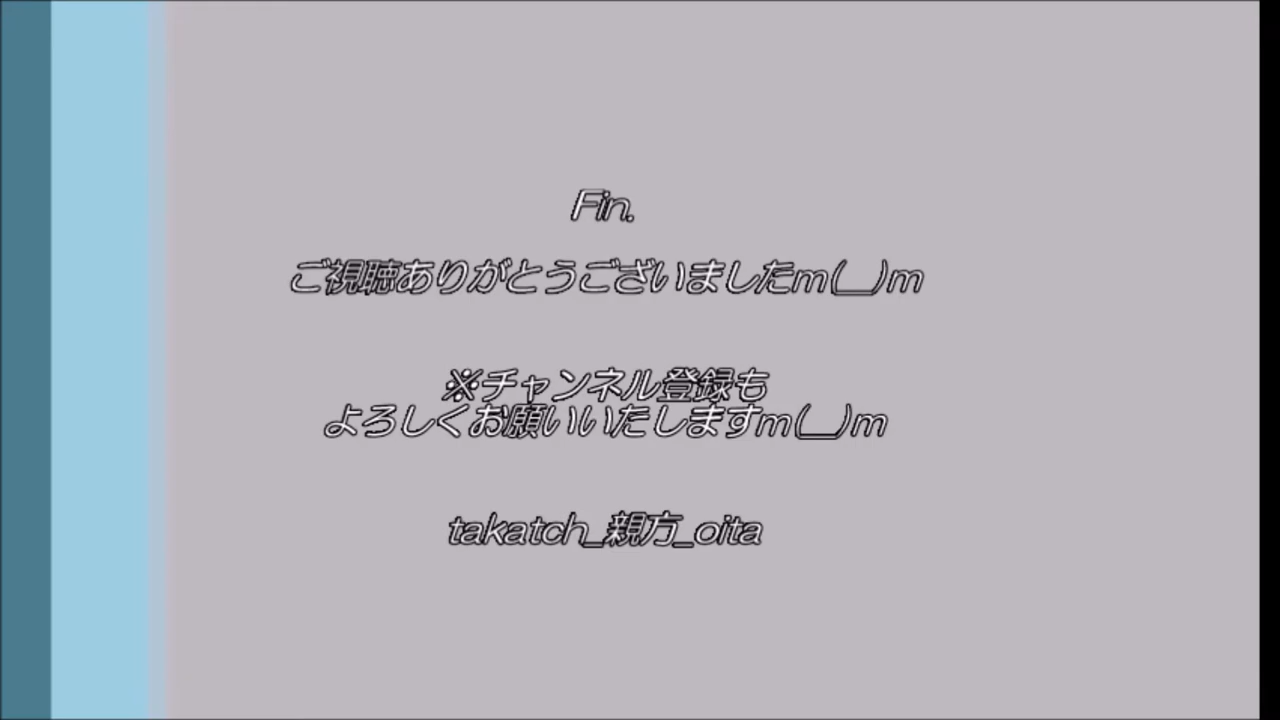 Fin.
ご視聴ありがとうございましたm(__)m
※チャンネル登録も
よろしくお願いいたしますm(__)m
takatch_親方_oita